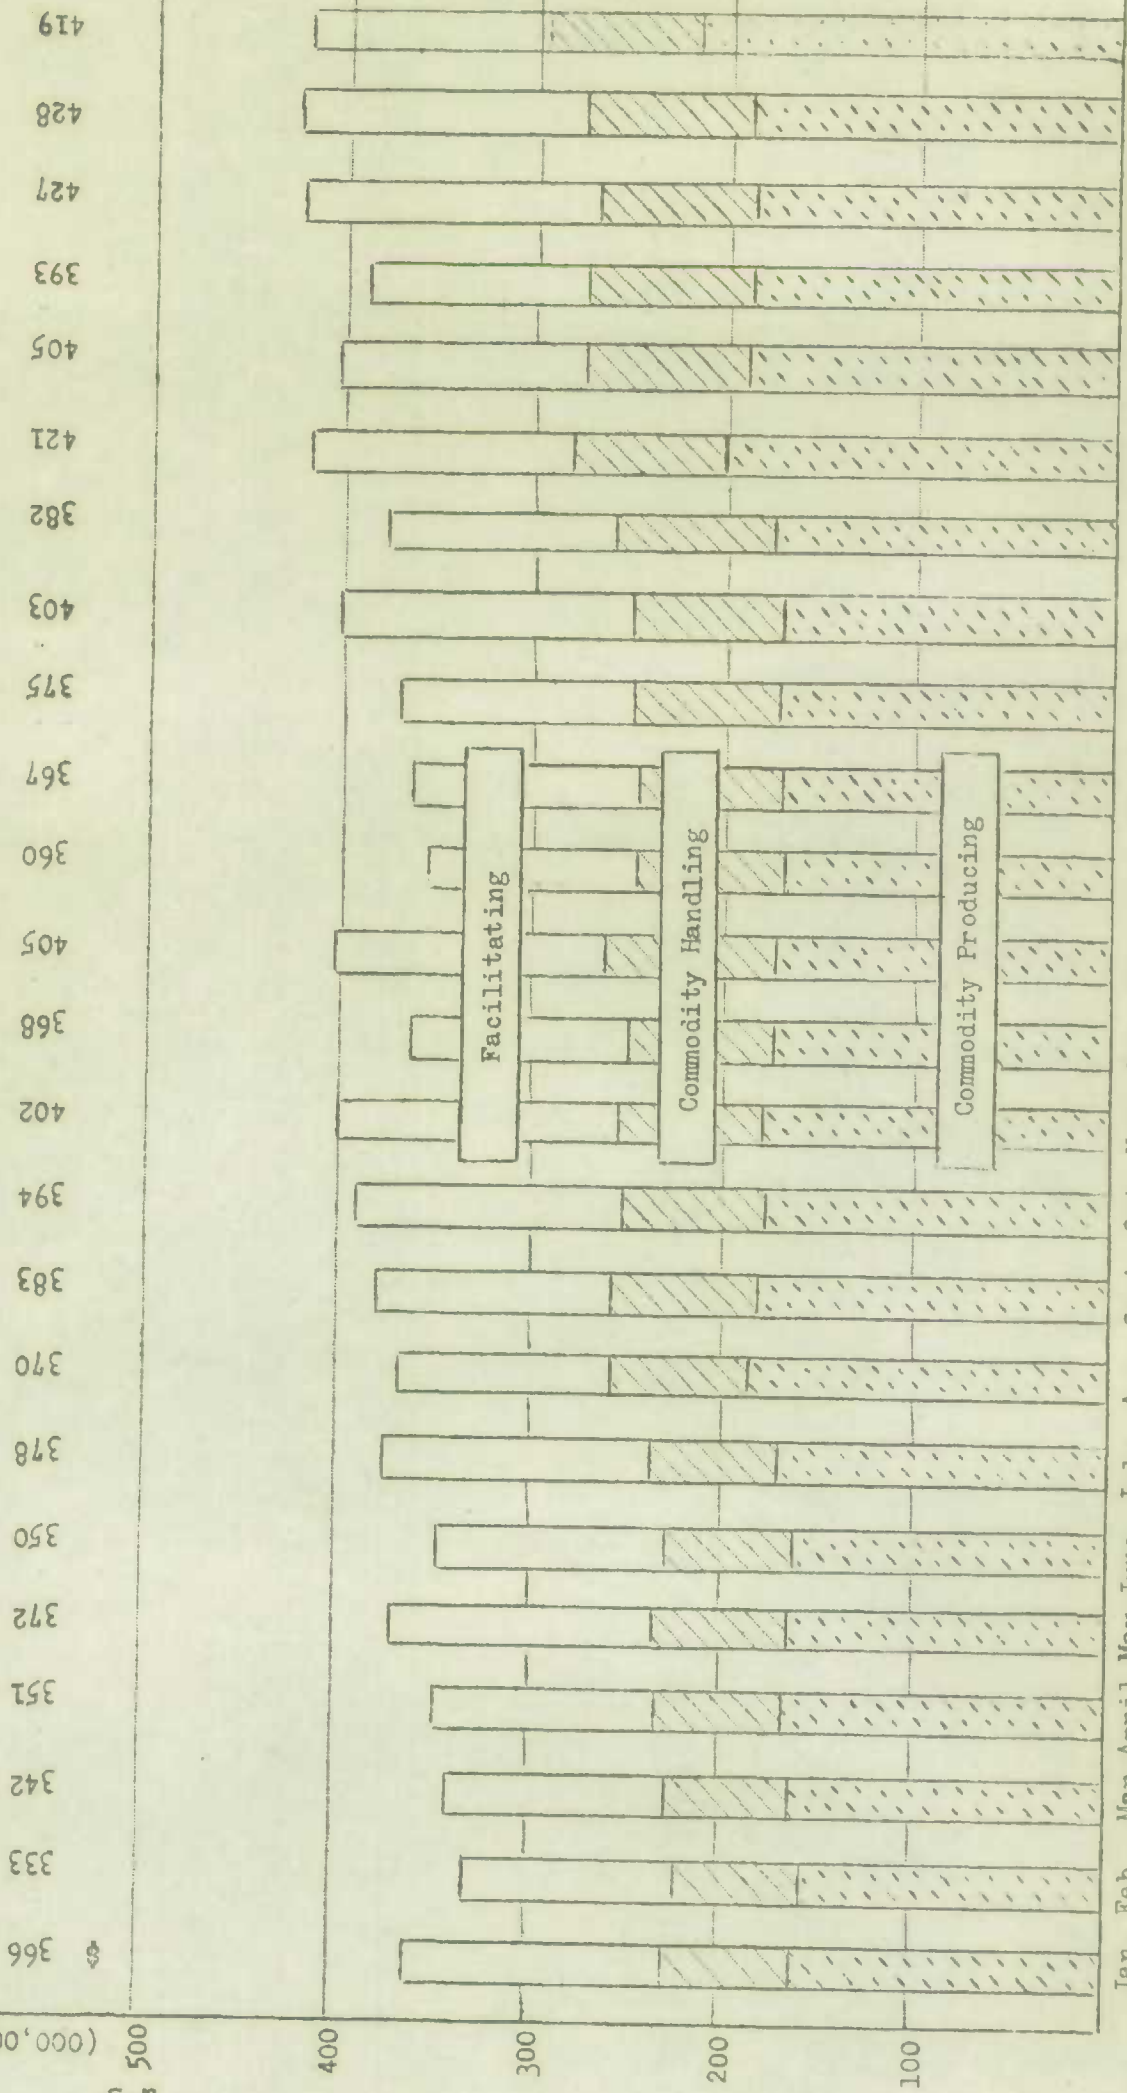 $ 366 333 342 351 372 350 378 370 383 394 402 368 405 360 367 375 403 382 421 405 393 427 428 419
500
400
300
200
100
Facilitating
Commodity Handling
Commodity Producing
Jan. Feb. Mar. April May June